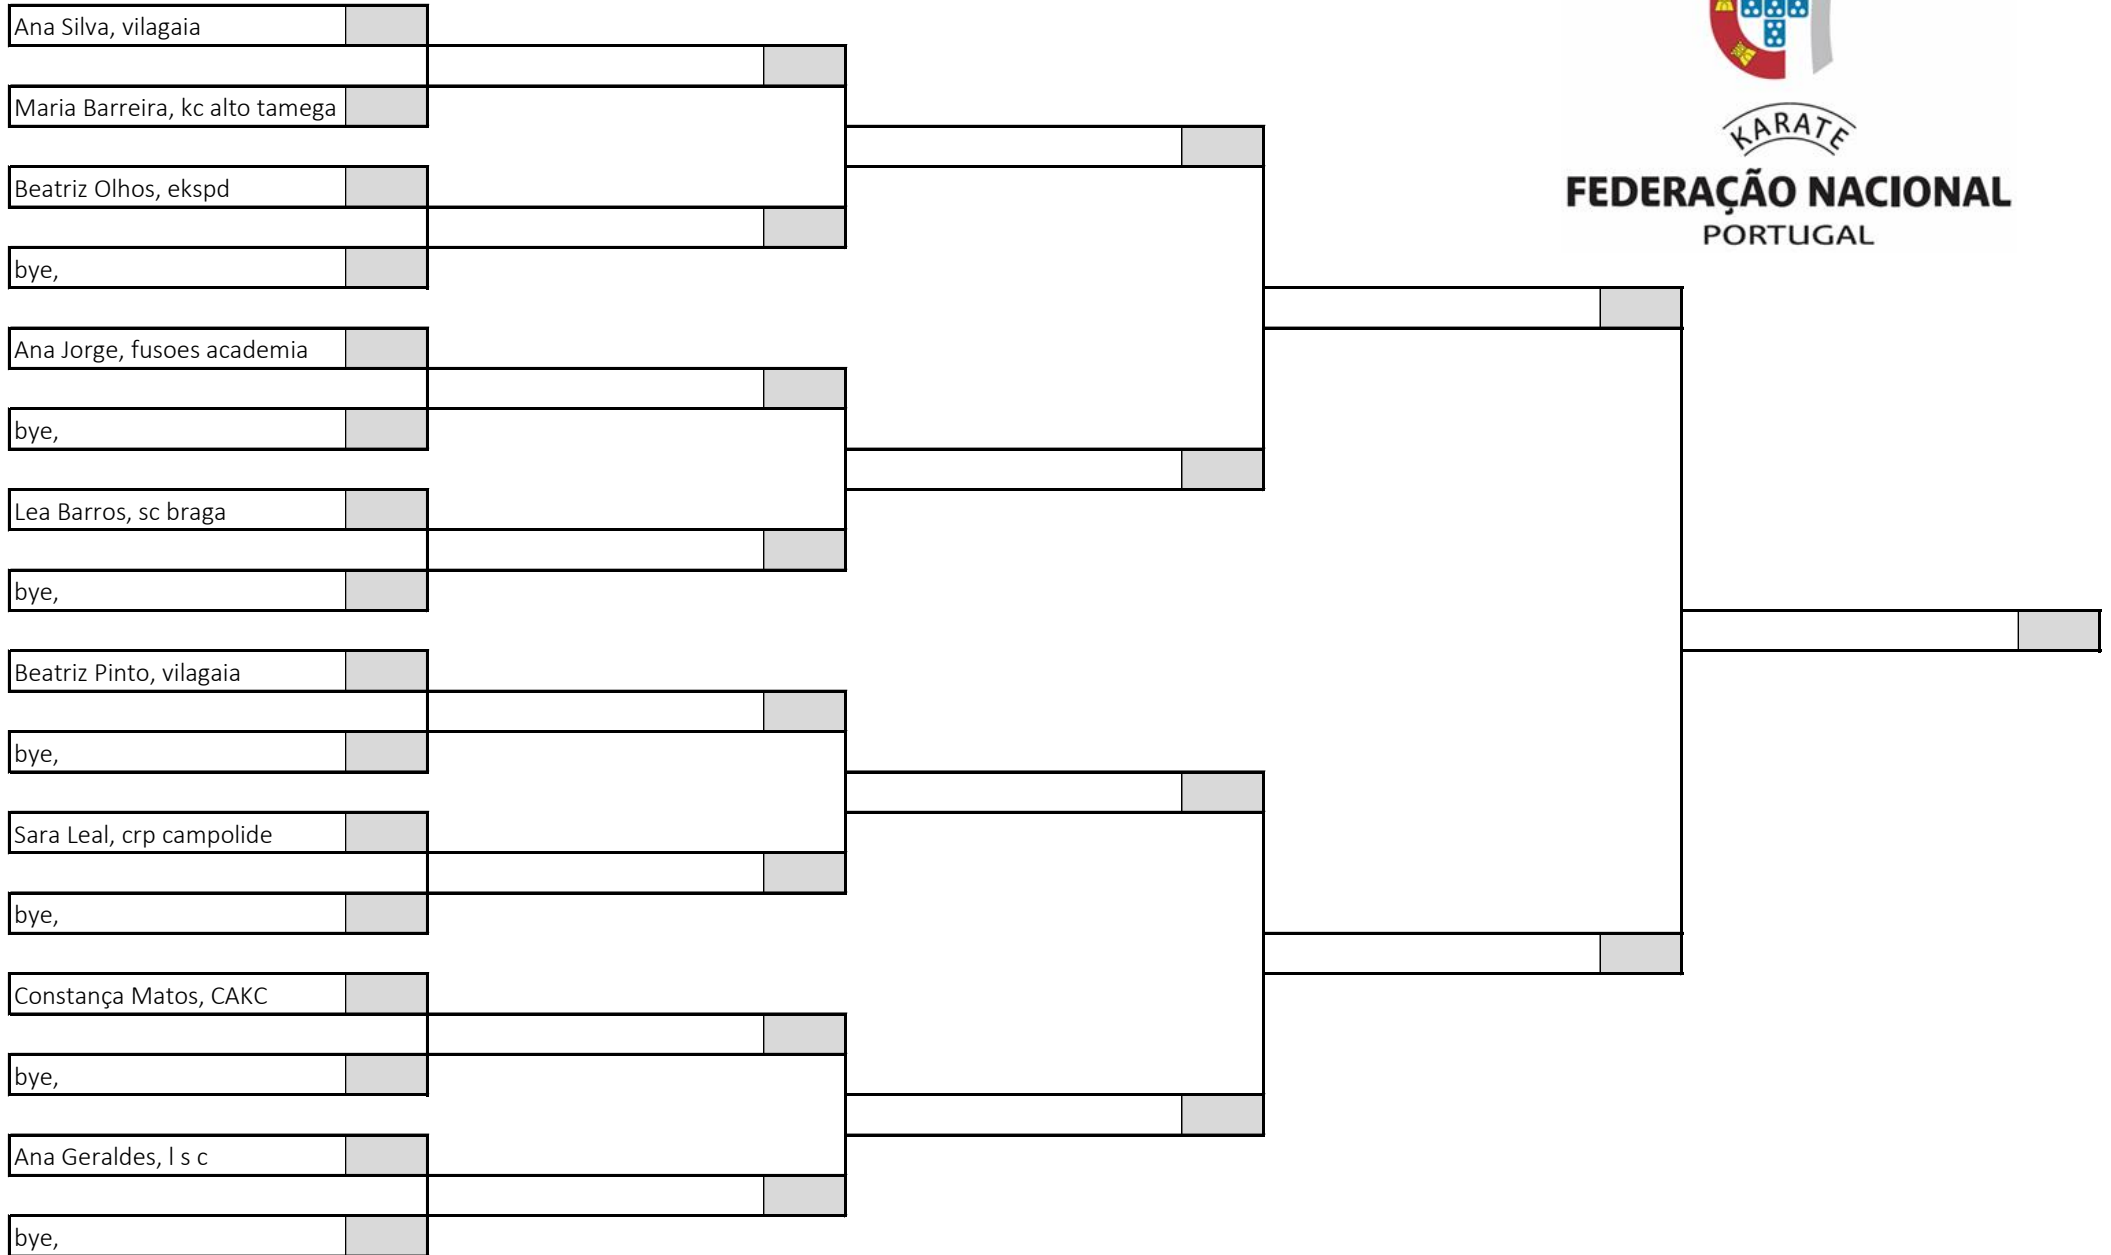 Ana Silva, vilagaia
Maria Barreira, kc alto tamega
Beatriz Olhos, ekspd
bye,
Ana Jorge, fusoes academia
bye,
Lea Barros, sc braga
bye,
Beatriz Pinto, vilagaia
bye,
Sara Leal, crp campolide
bye,
Constança Matos, CAKC
bye,
Ana Geraldes, l s c
bye,
KARATE
FEDERAÇÃO NACIONAL
PORTUGAL